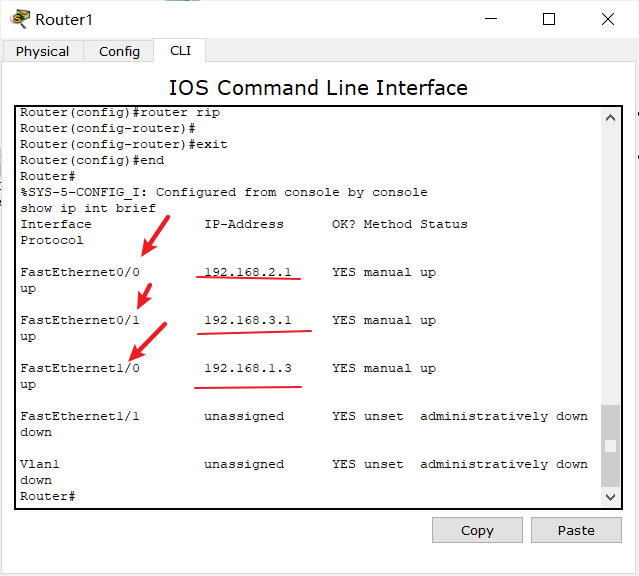 Router1
Physical Config CLI
IOS Command Line Interface
Router(config)#router rip
Router(config-router)#
Router(config-router)#exit
Router(config)#end
Router#
%SYS-5-CONFIG_I: Configured from console by console
show ip int brief
Interface IP-Address OK? Method Status
Protocol
FastEthernet0/0 192.168.2.1 YES manual up
up
FastEthernet0/1 192.168.3.1 YES manual up
up
FastEthernet1/0 192.168.1.3 YES manual up
up
FastEthernet1/1 unassigned YES unset administratively down
down
Vlan1 unassigned YES unset administratively down
down
Router#
Copy Paste